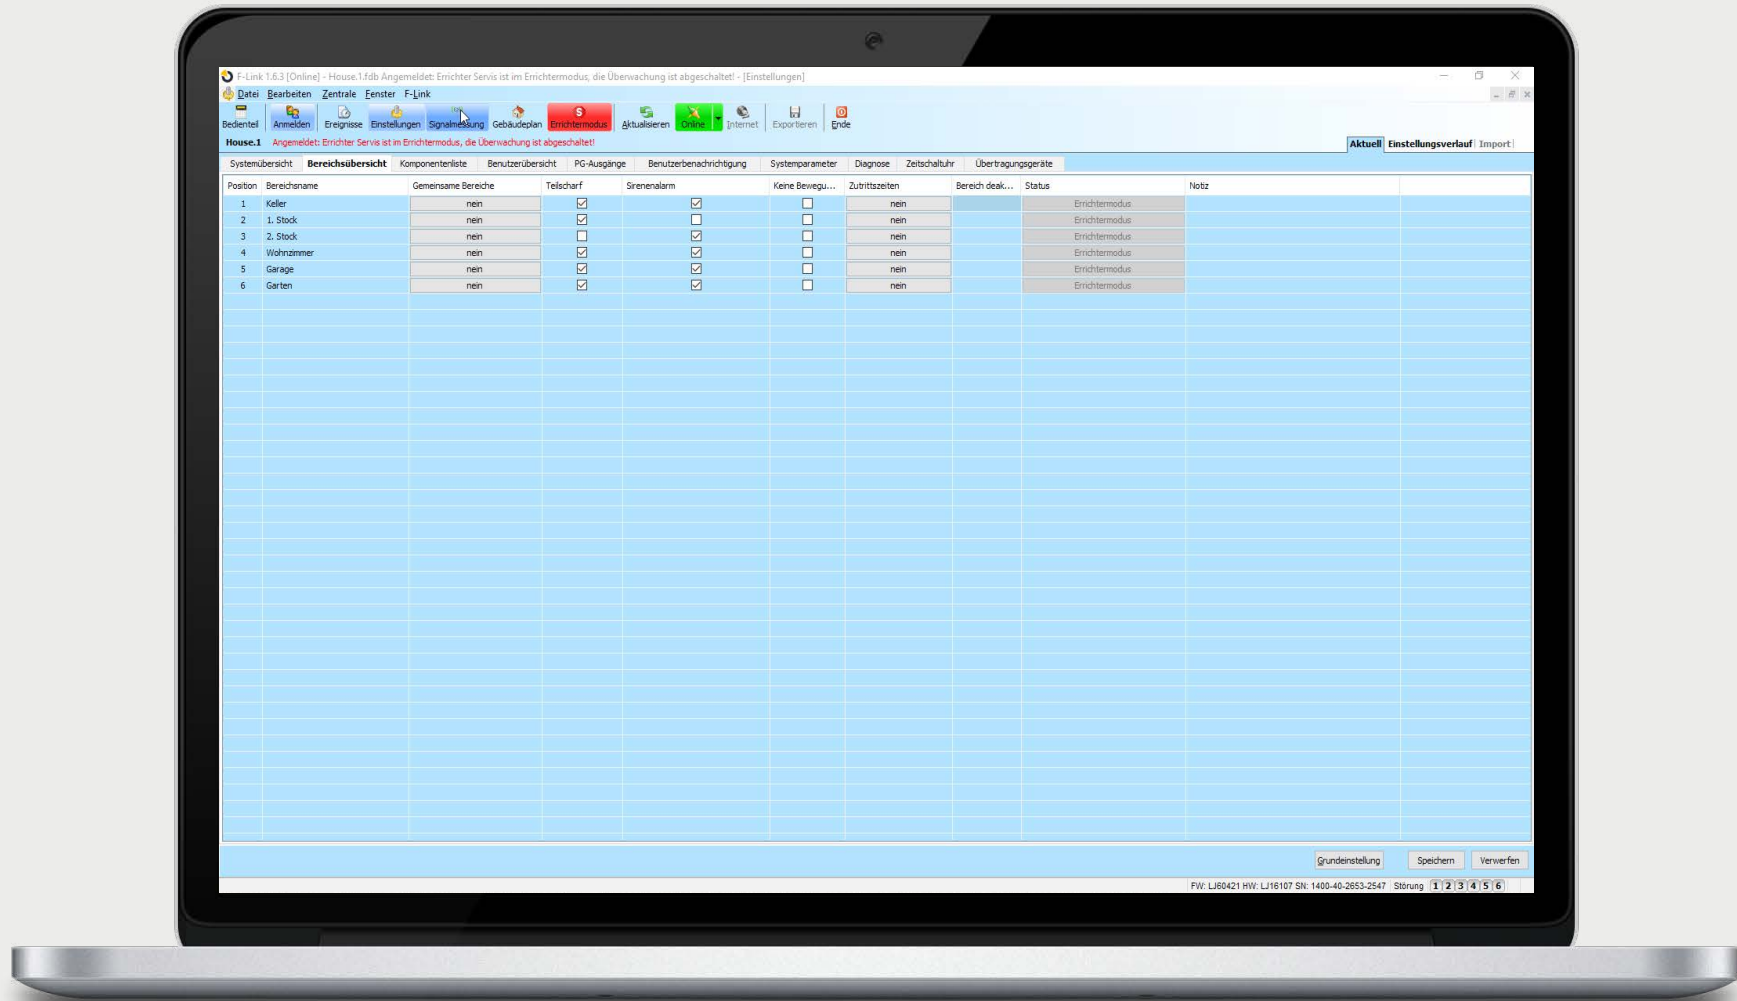 F-Link 1.6.3 [Online] - House.1.fdb Angemeldet: Errichter Servis ist im Errichtermodus, die Überwachung ist abgeschaltet! - [Einstellungen]
Datei Bearbeiten Zentrale Fenster F-Link
Bedienteil Anmelden Ereignisse Einstellungen Signalmessung Gebäudeplan Errichtermodus Aktualisieren Online Internet Exportieren Ende
House.1 Angemeldet: Errichter Servis ist im Errichtermodus, die Überwachung ist abgeschaltet! Aktuell Einstellungsverlauf Import
Systemübersicht Bereichsübersicht Komponentenliste Benutzerübersicht PG-Ausgänge Benutzerbenachrichtigung Systemparameter Diagnose Zeitschaltuhr Übertragungsgeräte
Position Bereichsname Gemeinsame Bereiche Teilscharf Sirenenalarm Keine Bewegu... Zutrittszeiten Bereich deak... Status Notiz
1 Keller nein nein Errichtermodus
2 1. Stock nein nein Errichtermodus
3 2. Stock nein nein Errichtermodus
4 Wohnzimmer nein nein Errichtermodus
5 Garage nein nein Errichtermodus
6 Garten nein nein Errichtermodus
Grundeinstellung Speichern Verwerfen
FW: LJ60421 HW: LJ16107 SN: 1400-40-2653-2547 Störung 1 2 3 4 5 6